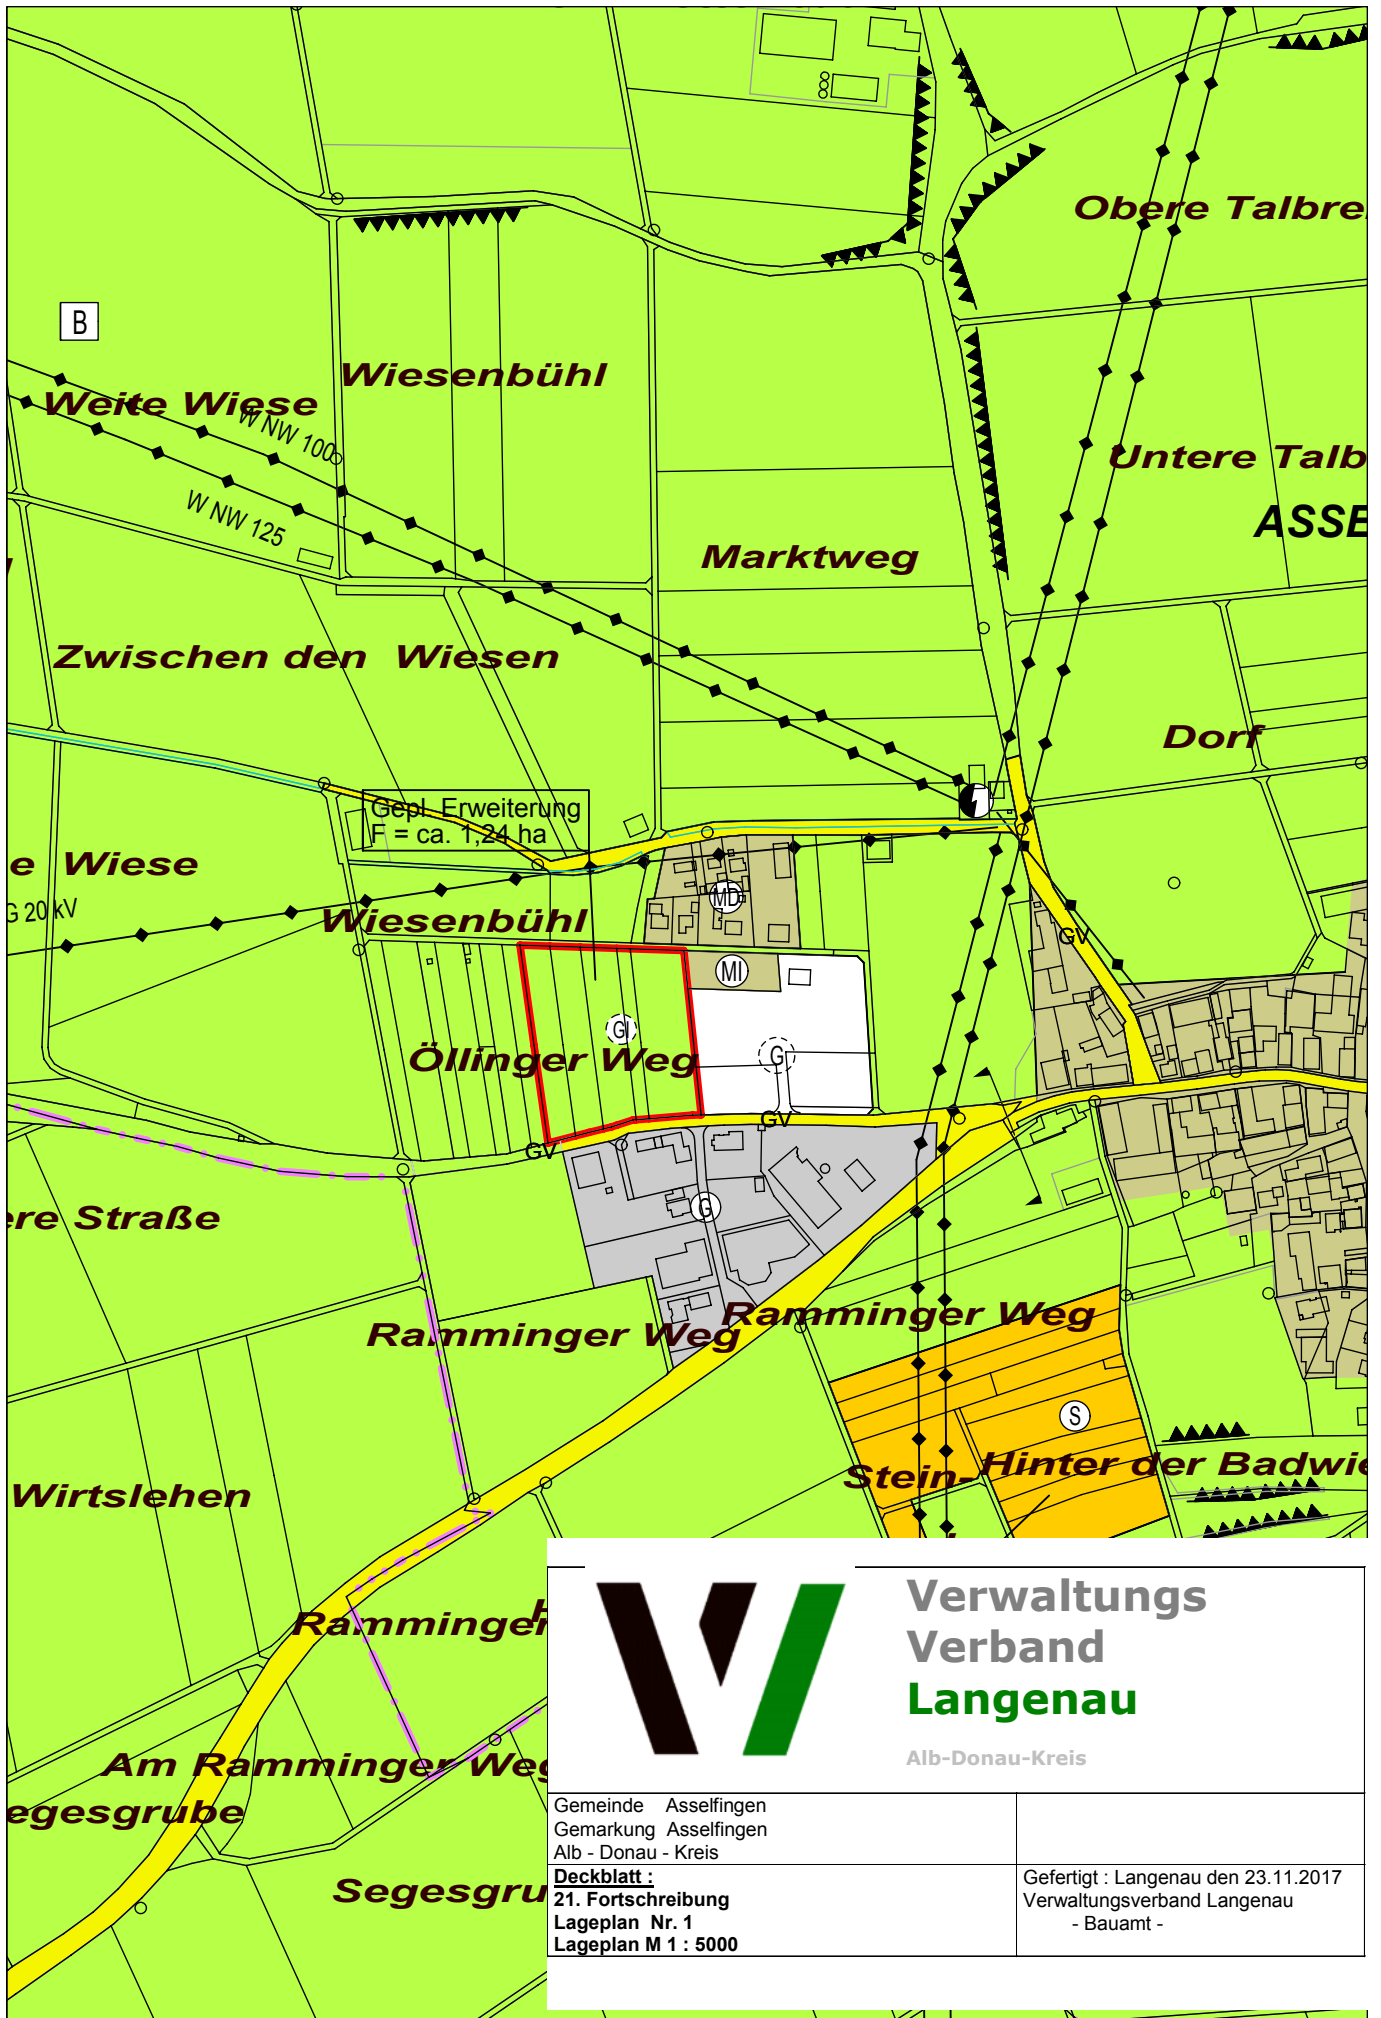 Obere Talbre
B
Wiesenbühl
Weite Wiese
W NW 100
Untere Talb
W NW 125
ASSE
Marktweg
Zwischen den Wiesen
Dorf
Gepl. Erweiterung
F = ca. 1,24 ha
e Wiese
MD
G 20 kV
Wiesenbühl
GV
MI
GI
G
Öllinger Weg
GV
GV
G
ere Straße
Ramminger Weg
Ramminger Weg
S
Stein-
Hinter der Badwie
Wirtslehen
Ramminger
H
Am Ramminger Weg
egesgrube
Segesgru
Verwaltungs
Verband
Langenau
Alb-Donau-Kreis
Gemeinde Asselfingen
Gemarkung Asselfingen
Alb - Donau - Kreis
Deckblatt :
21. Fortschreibung
Lageplan Nr. 1
Lageplan M 1 : 5000
Gefertigt : Langenau den 23.11.2017
Verwaltungsverband Langenau
- Bauamt -